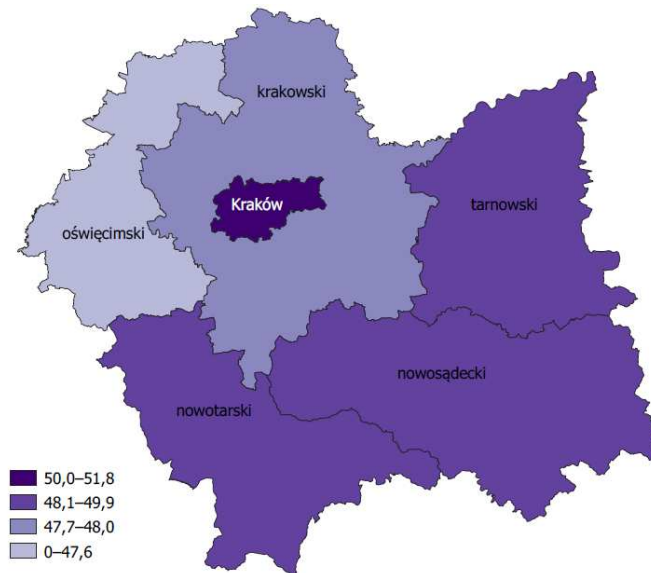 krakowski
Kraków
tarnowski
oświęcimski
nowosądecki
nowotarski
50,0–51,8
48,1–49,9
47,7–48,0
0–47,6